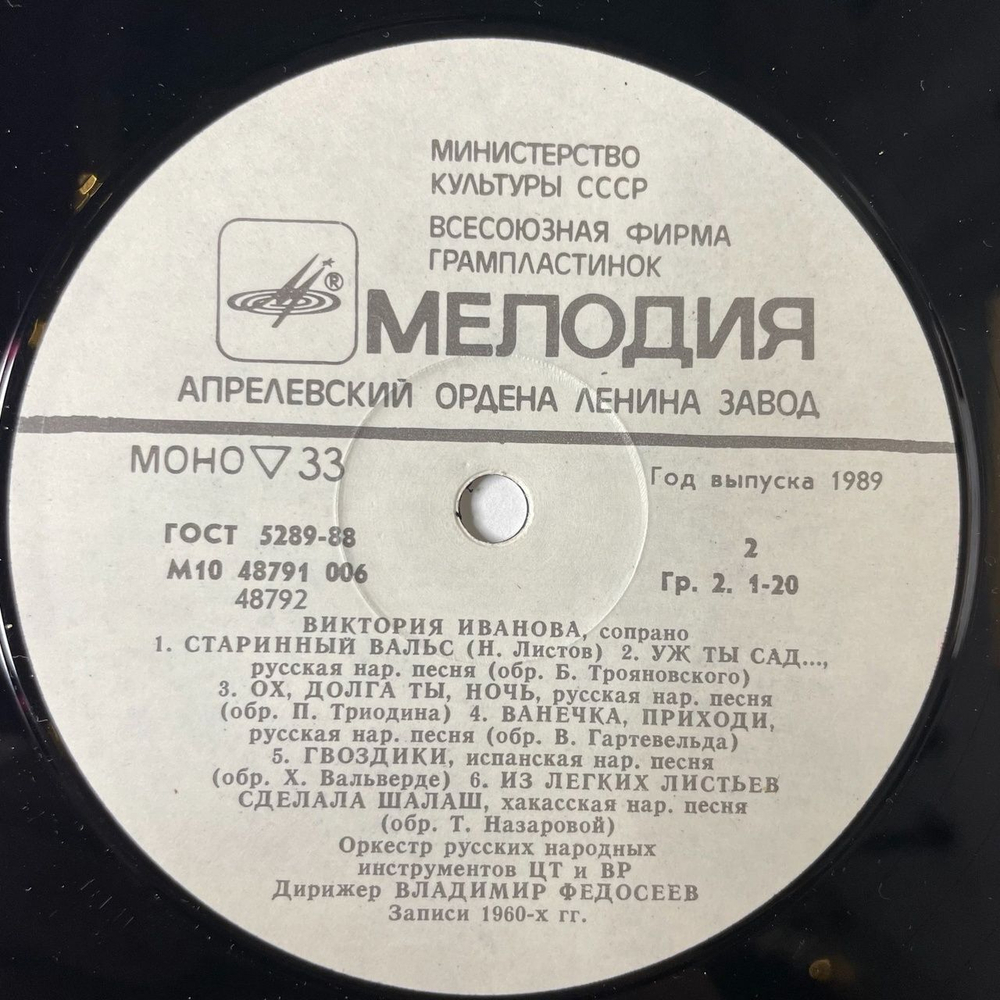 МИНИСТЕРСТВО
КУЛЬТУРЫ СССР
ВСЕСОЮЗНАЯ ФИРМА
ГРАМПЛАСТИНОК
®
МЕЛОДИЯ
АПРЕЛЕВСКИЙ ОРДЕНА ЛЕНИНА ЗАВОД
МОНО ▽ 33
Год выпуска 1989
ГОСТ 5289-88
М10 48791 006
48792
2
Гр. 2. 1-20
ВИКТОРИЯ ИВАНОВА, сопрано
1. СТАРИННЫЙ ВАЛЬС (Н. Листов) 2. УЖ ТЫ САД...,
русская нар. песня (обр. Б. Трояновского)
3. ОХ, ДОЛГА ТЫ, НОЧЬ, русская нар. песня
(обр. П. Триодина) 4. ВАНЕЧКА, ПРИХОДИ,
русская нар. песня (обр. В. Гартевельда)
5. ГВОЗДИКИ, испанская нар. песня
(обр. Х. Вальверде) 6. ИЗ ЛЕГКИХ ЛИСТЬЕВ
СДЕЛАЛА ШАЛАШ, хакасская нар. песня
(обр. Т. Назаровой)
Оркестр русских народных
инструментов ЦТ и ВР
Дирижер ВЛАДИМИР ФЕДОСЕЕВ
Записи 1960-х гг.